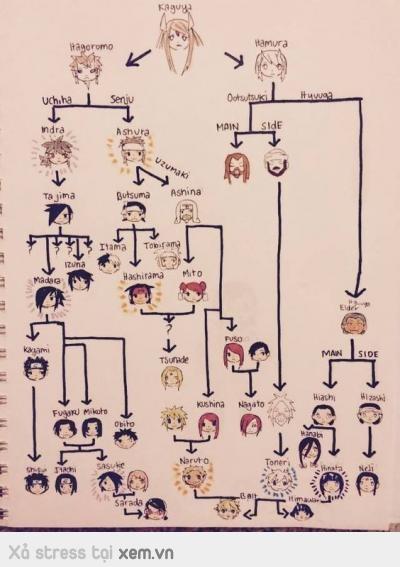 Kaguya
Hagoromo
Hamura
Uchiha
Senju
Ootsutsuki
Hyuuga
Indra
Ashura
Uzumaki
MAIN
SIDE
Tajima
Butsuma
Ashina
Itama
Tobirama
Izuna
Madara
Hashirama
Mito
?
?
?
?
?
Hyuuga
Elder
Kagami
Tsunade
Fuso
MAIN
SIDE
Fugaku
Mikoto
Obito
Kushina
Nagato
Hiashi
Hizashi
Hanabi
Shisui
Itachi
Sasuke
Naruto
Toneri
Hinata
Neji
Sarada
Bolt
Himawari
Xả stress tại xem.vn